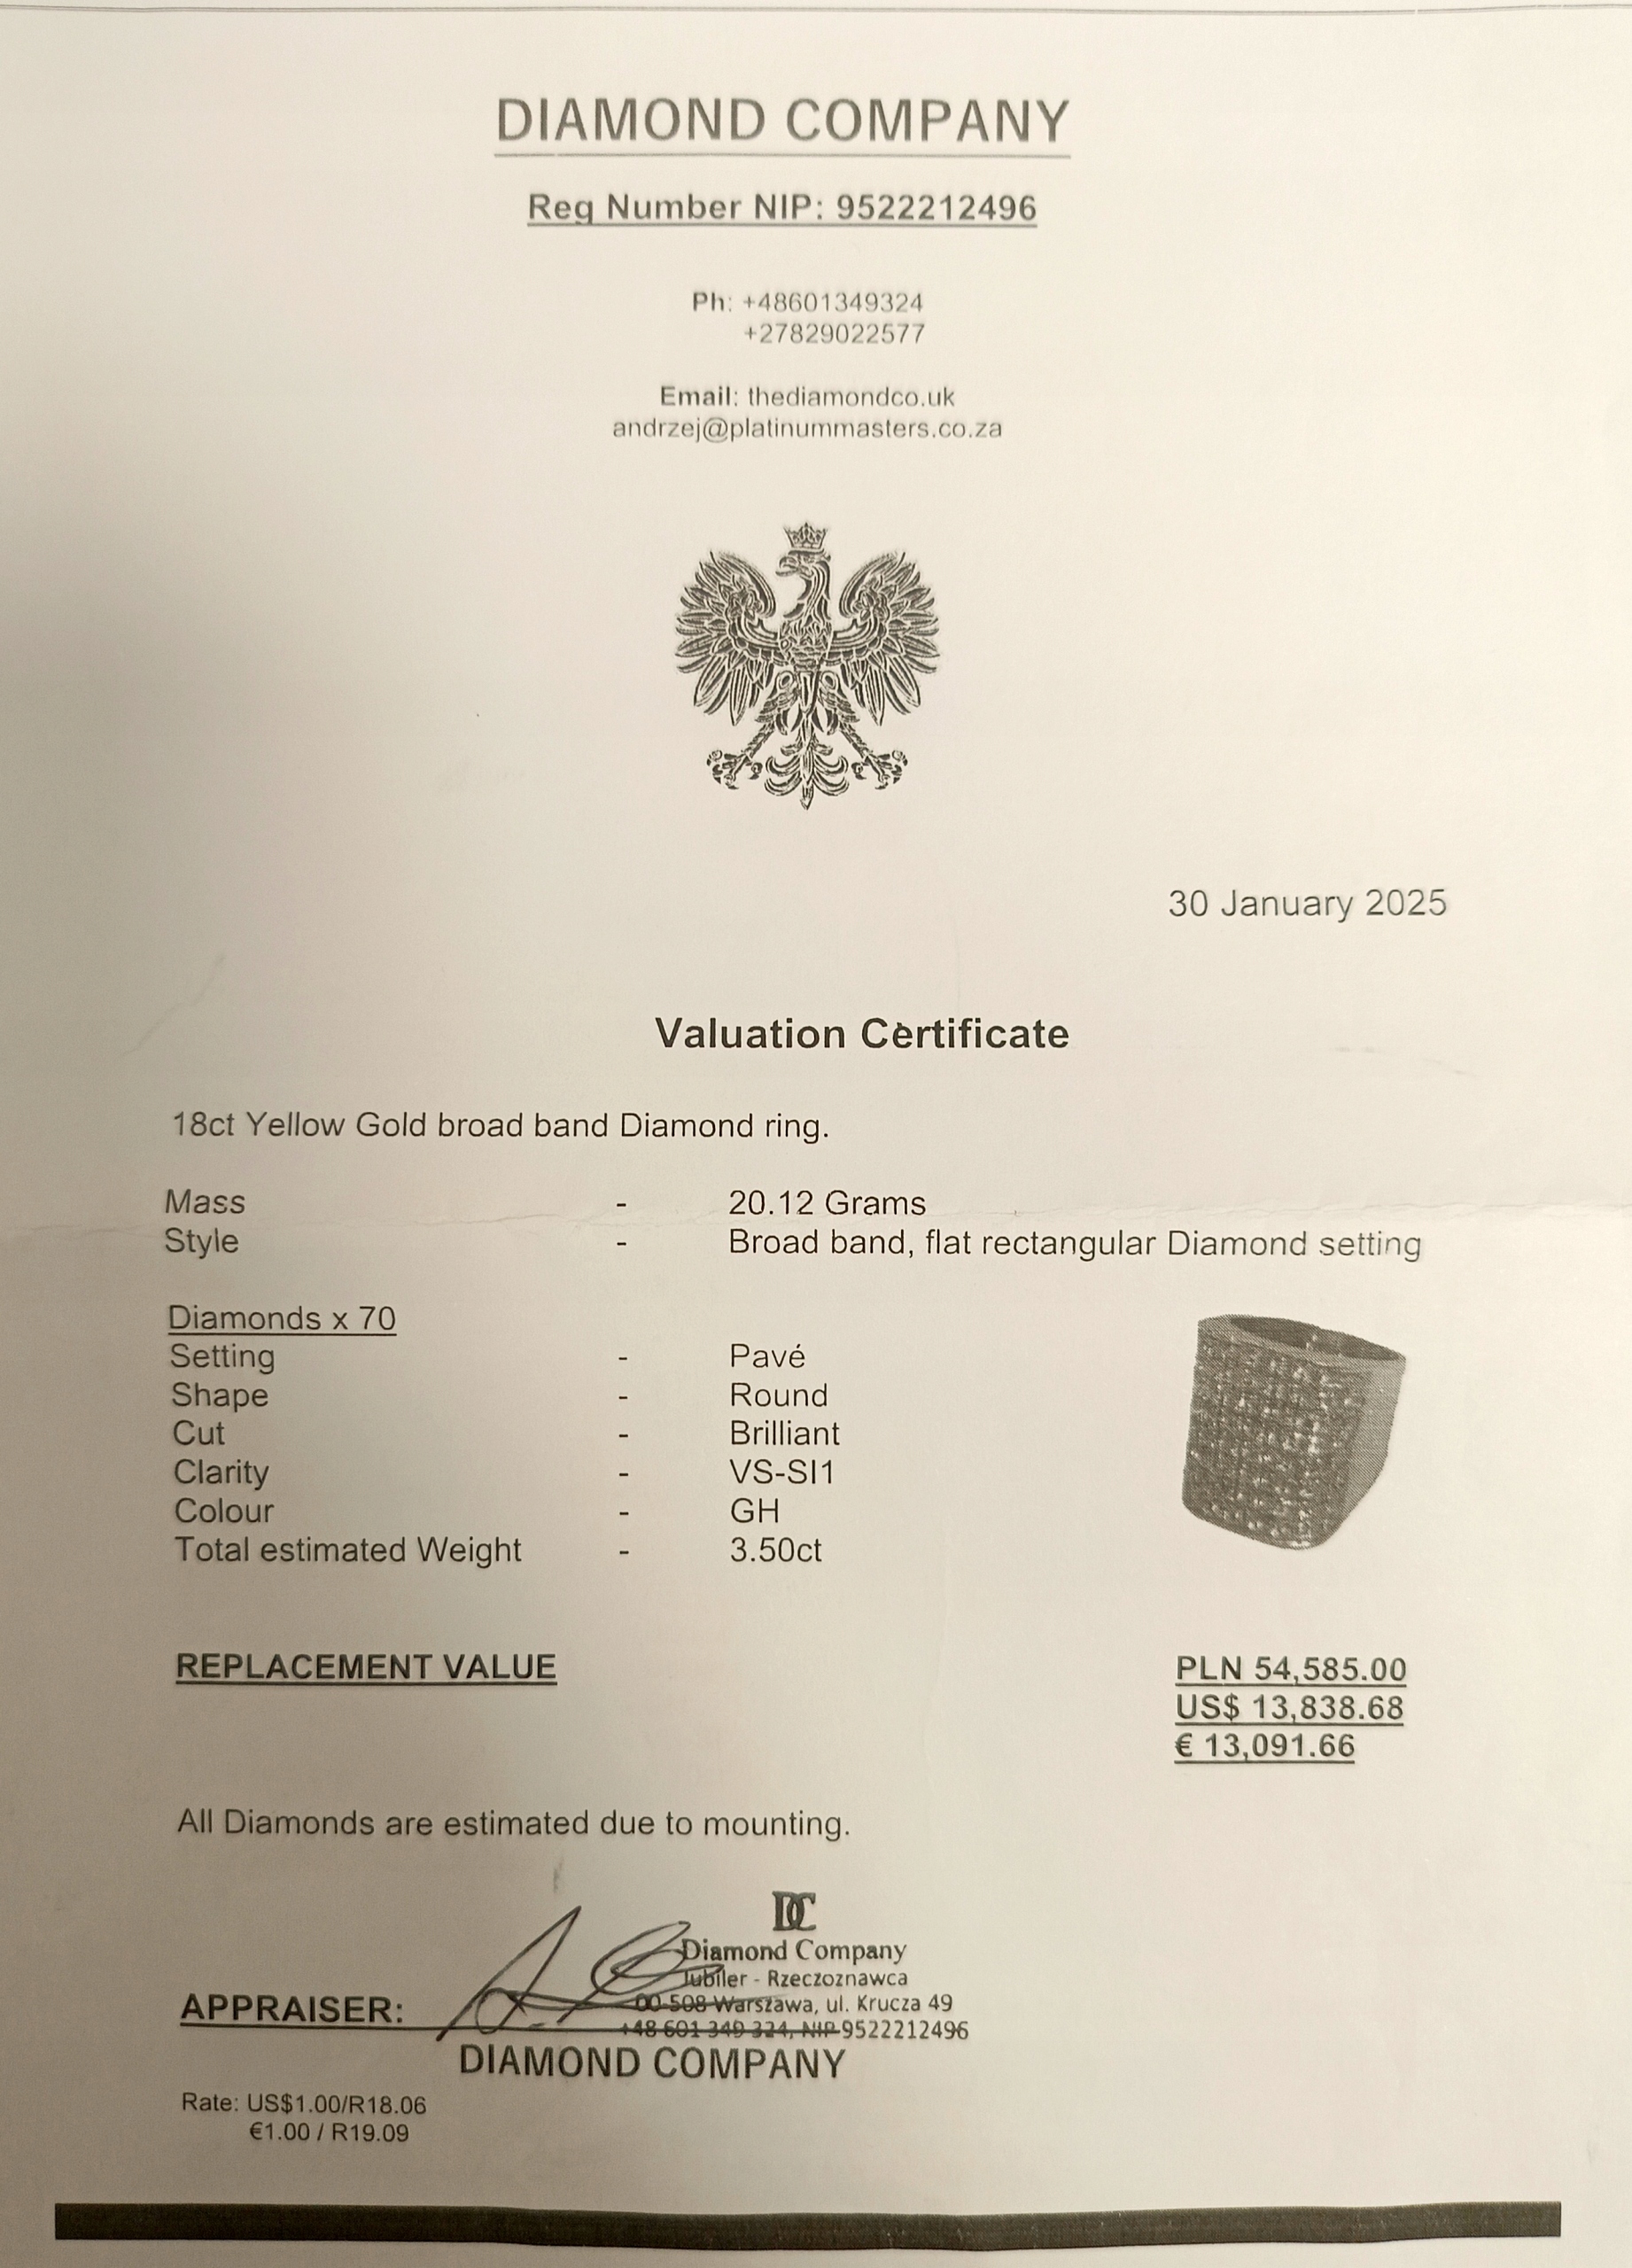 DIAMOND COMPANY
Reg Number NIP: 9522212496
Ph: +48601349324
+27829022577
Email: thediamondco.uk
andrzej@platinummasters.co.za
30 January 2025
Valuation Certificate
18ct Yellow Gold broad band Diamond ring.
Mass - 20.12 Grams
Style - Broad band, flat rectangular Diamond setting
Diamonds x 70
Setting - Pavé
Shape - Round
Cut - Brilliant
Clarity - VS-SI1
Colour - GH
Total estimated Weight - 3.50ct
REPLACEMENT VALUE PLN 54,585.00
US$ 13,838.68
€ 13,091.66
All Diamonds are estimated due to mounting.
DC
Diamond Company
Jubiler - Rzeczoznawca
00-508 Warszawa, ul. Krucza 49
APPRAISER:
+48 601 349 324, NIP 9522212496
DIAMOND COMPANY
Rate: US$1.00/R18.06
€1.00 / R19.09